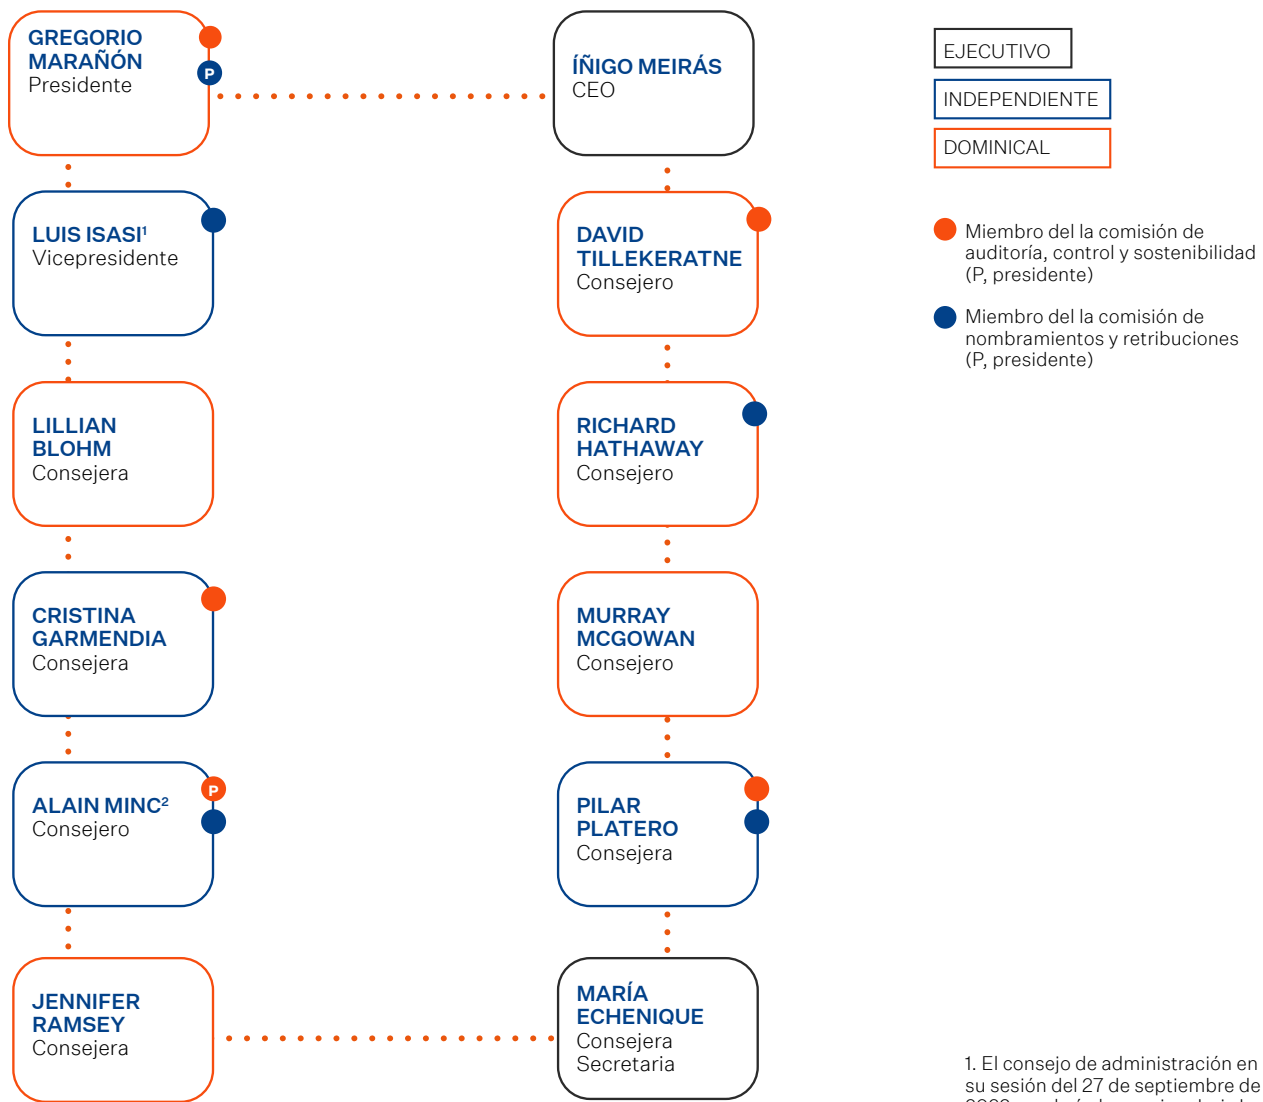 GREGORIO
MARAÑÓN
Presidente
P
ÍÑIGO MEIRÁS
CEO
LUIS ISASI¹
Vicepresidente
DAVID
TILLEKERATNE
Consejero
LILLIAN
BLOHM
Consejera
RICHARD
HATHAWAY
Consejero
CRISTINA
GARMENDIA
Consejera
MURRAY
MCGOWAN
Consejero
ALAIN MINC²
Consejero
P
PILAR
PLATERO
Consejera
JENNIFER
RAMSEY
Consejera
MARÍA
ECHENIQUE
Consejera
Secretaria
EJECUTIVO
INDEPENDIENTE
DOMINICAL
Miembro del la comisión de
auditoría, control y sostenibilidad
(P, presidente)
Miembro del la comisión de
nombramientos y retribuciones
(P, presidente)
1. El consejo de administración en
su sesión del 27 de septiembre de